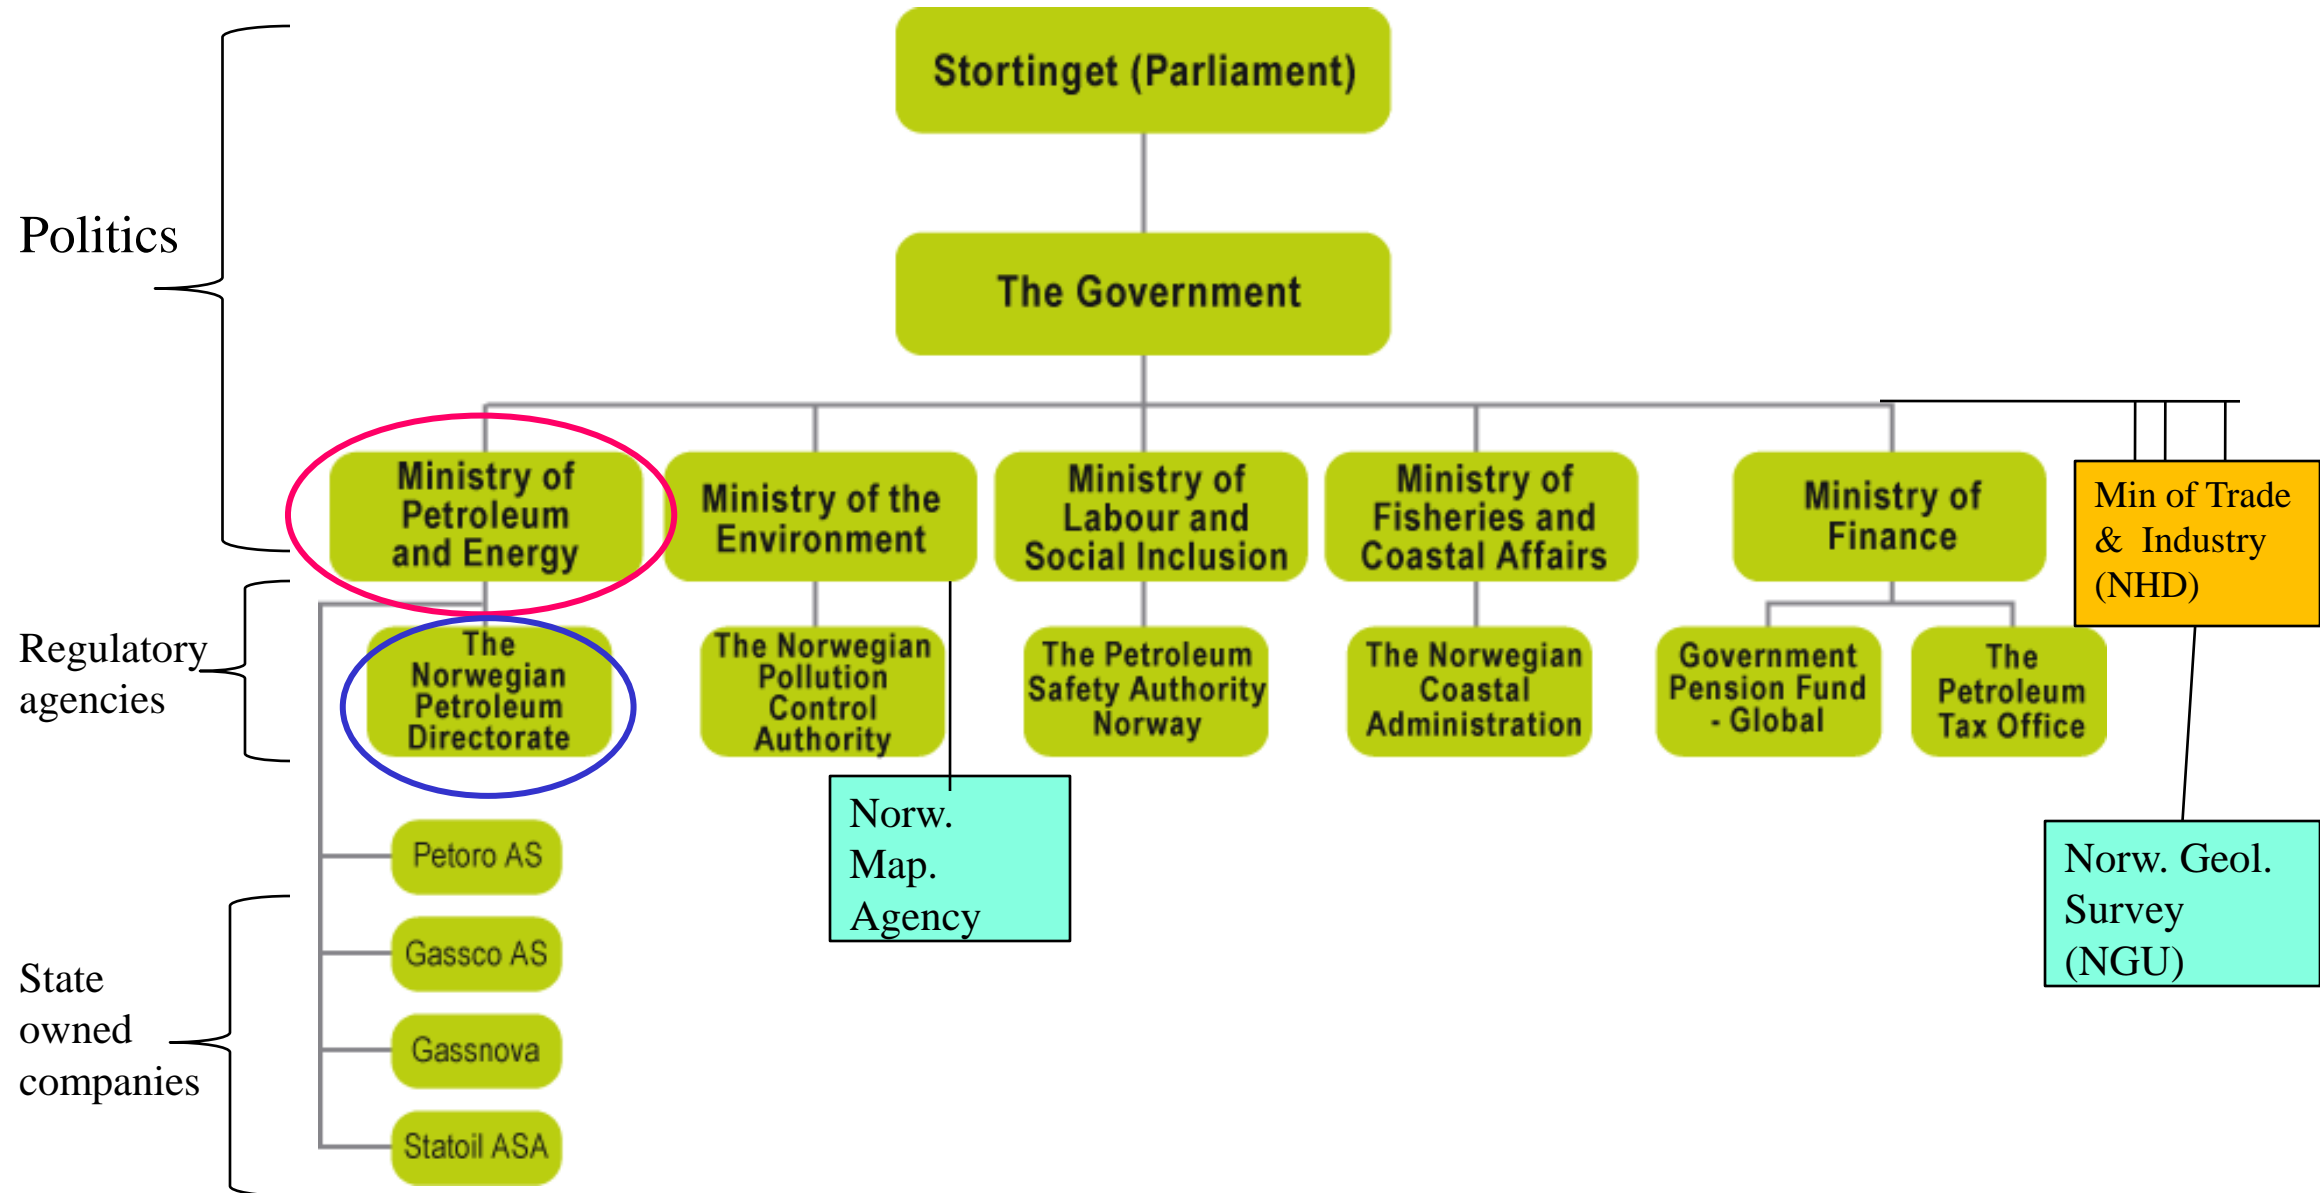 Stortinget (Parliament)
Politics
The Government
Ministry of
Petroleum
and Energy
Ministry of the
Environment
Ministry of
Labour and
Social Inclusion
Ministry of
Fisheries and
Coastal Affairs
Ministry of
Finance
Min of Trade
& Industry
(NHD)
Regulatory
agencies
The
Norwegian
Petroleum
Directorate
The Norwegian
Pollution
Control
Authority
The Petroleum
Safety Authority
Norway
The Norwegian
Coastal
Administration
Government
Pension Fund
- Global
The
Petroleum
Tax Office
Norw.
Map.
Agency
Norw. Geol.
Survey
(NGU)
State
owned
companies
Petoro AS
Gassco AS
Gassnova
Statoil ASA